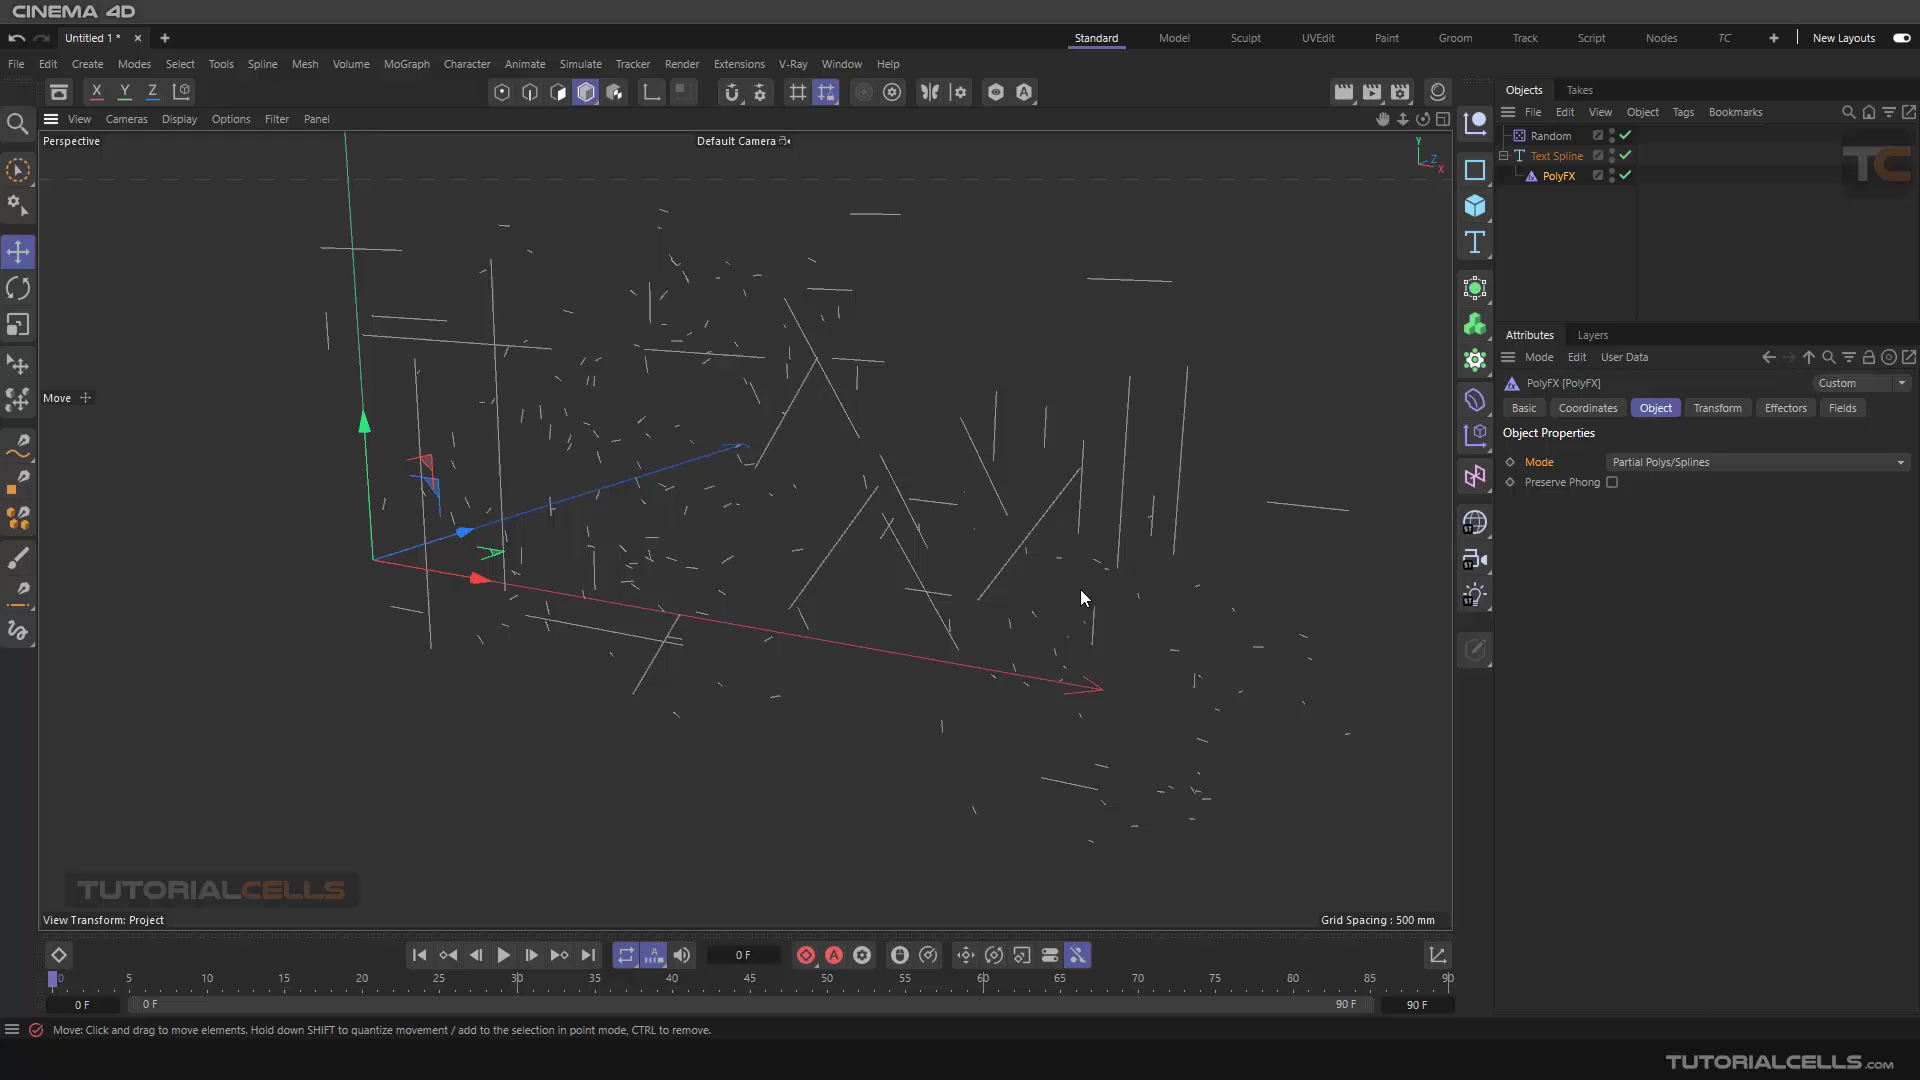 CINEMA 4D
Untitled 1 *
Standard
Model
Sculpt
UVEdit
Paint
Groom
Track
Script
Nodes
TC
New Layouts
File Edit Create Modes Select Tools Spline Mesh Volume MoGraph Character Animate Simulate Tracker Render Extensions V-Ray Window Help
X Y Z
Objects Takes
View Cameras Display Options Filter Panel
File Edit View Object Tags Bookmarks
Perspective
Default Camera
Y
Z
X
Random
Text Spline
PolyFX
TC
Move
Attributes Layers
Mode Edit User Data
PolyFX [PolyFX]
Custom
Basic Coordinates Object Transform Effectors Fields
Object Properties
Mode
Partial Polys/Splines
Preserve Phong
ST
ST
ST
TUTORIALCELLS
View Transform: Project
Grid Spacing : 500 mm
0 F
0 5 10 15 20 25 30 35 40 45 50 55 60 65 70 75 80 85 90
0 F
0 F
90 F
90 F
Move: Click and drag to move elements. Hold down SHIFT to quantize movement / add to the selection in point mode, CTRL to remove.
TUTORIALCELLS.COM